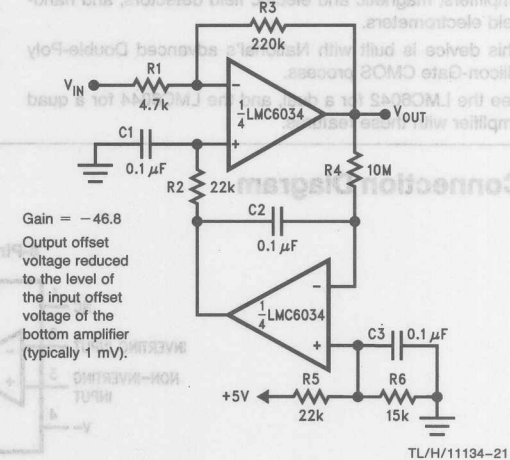 R3
220K
R1
VIN
4.7k
1/4 LMC6034
VOUT
C1
0.1 μF
R2
22k
R4
10M
C2
0.1 μF
Gain = −46.8
Output offset
voltage reduced
to the level of
the input offset
voltage of the
bottom amplifier
(typically 1 mV).
1/4 LMC6034
C3
0.1 μF
+5V
R5
22k
R6
15k
TL/H/11134–21